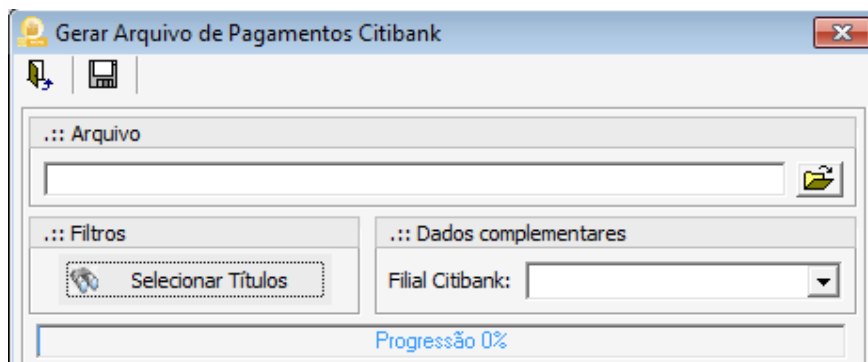 Gerar Arquivo de Pagamentos Citibank
.:: Arquivo
.:: Filtros
.:: Dados complementares
Selecionar Títulos
Filial Citibank:
Progressão 0%